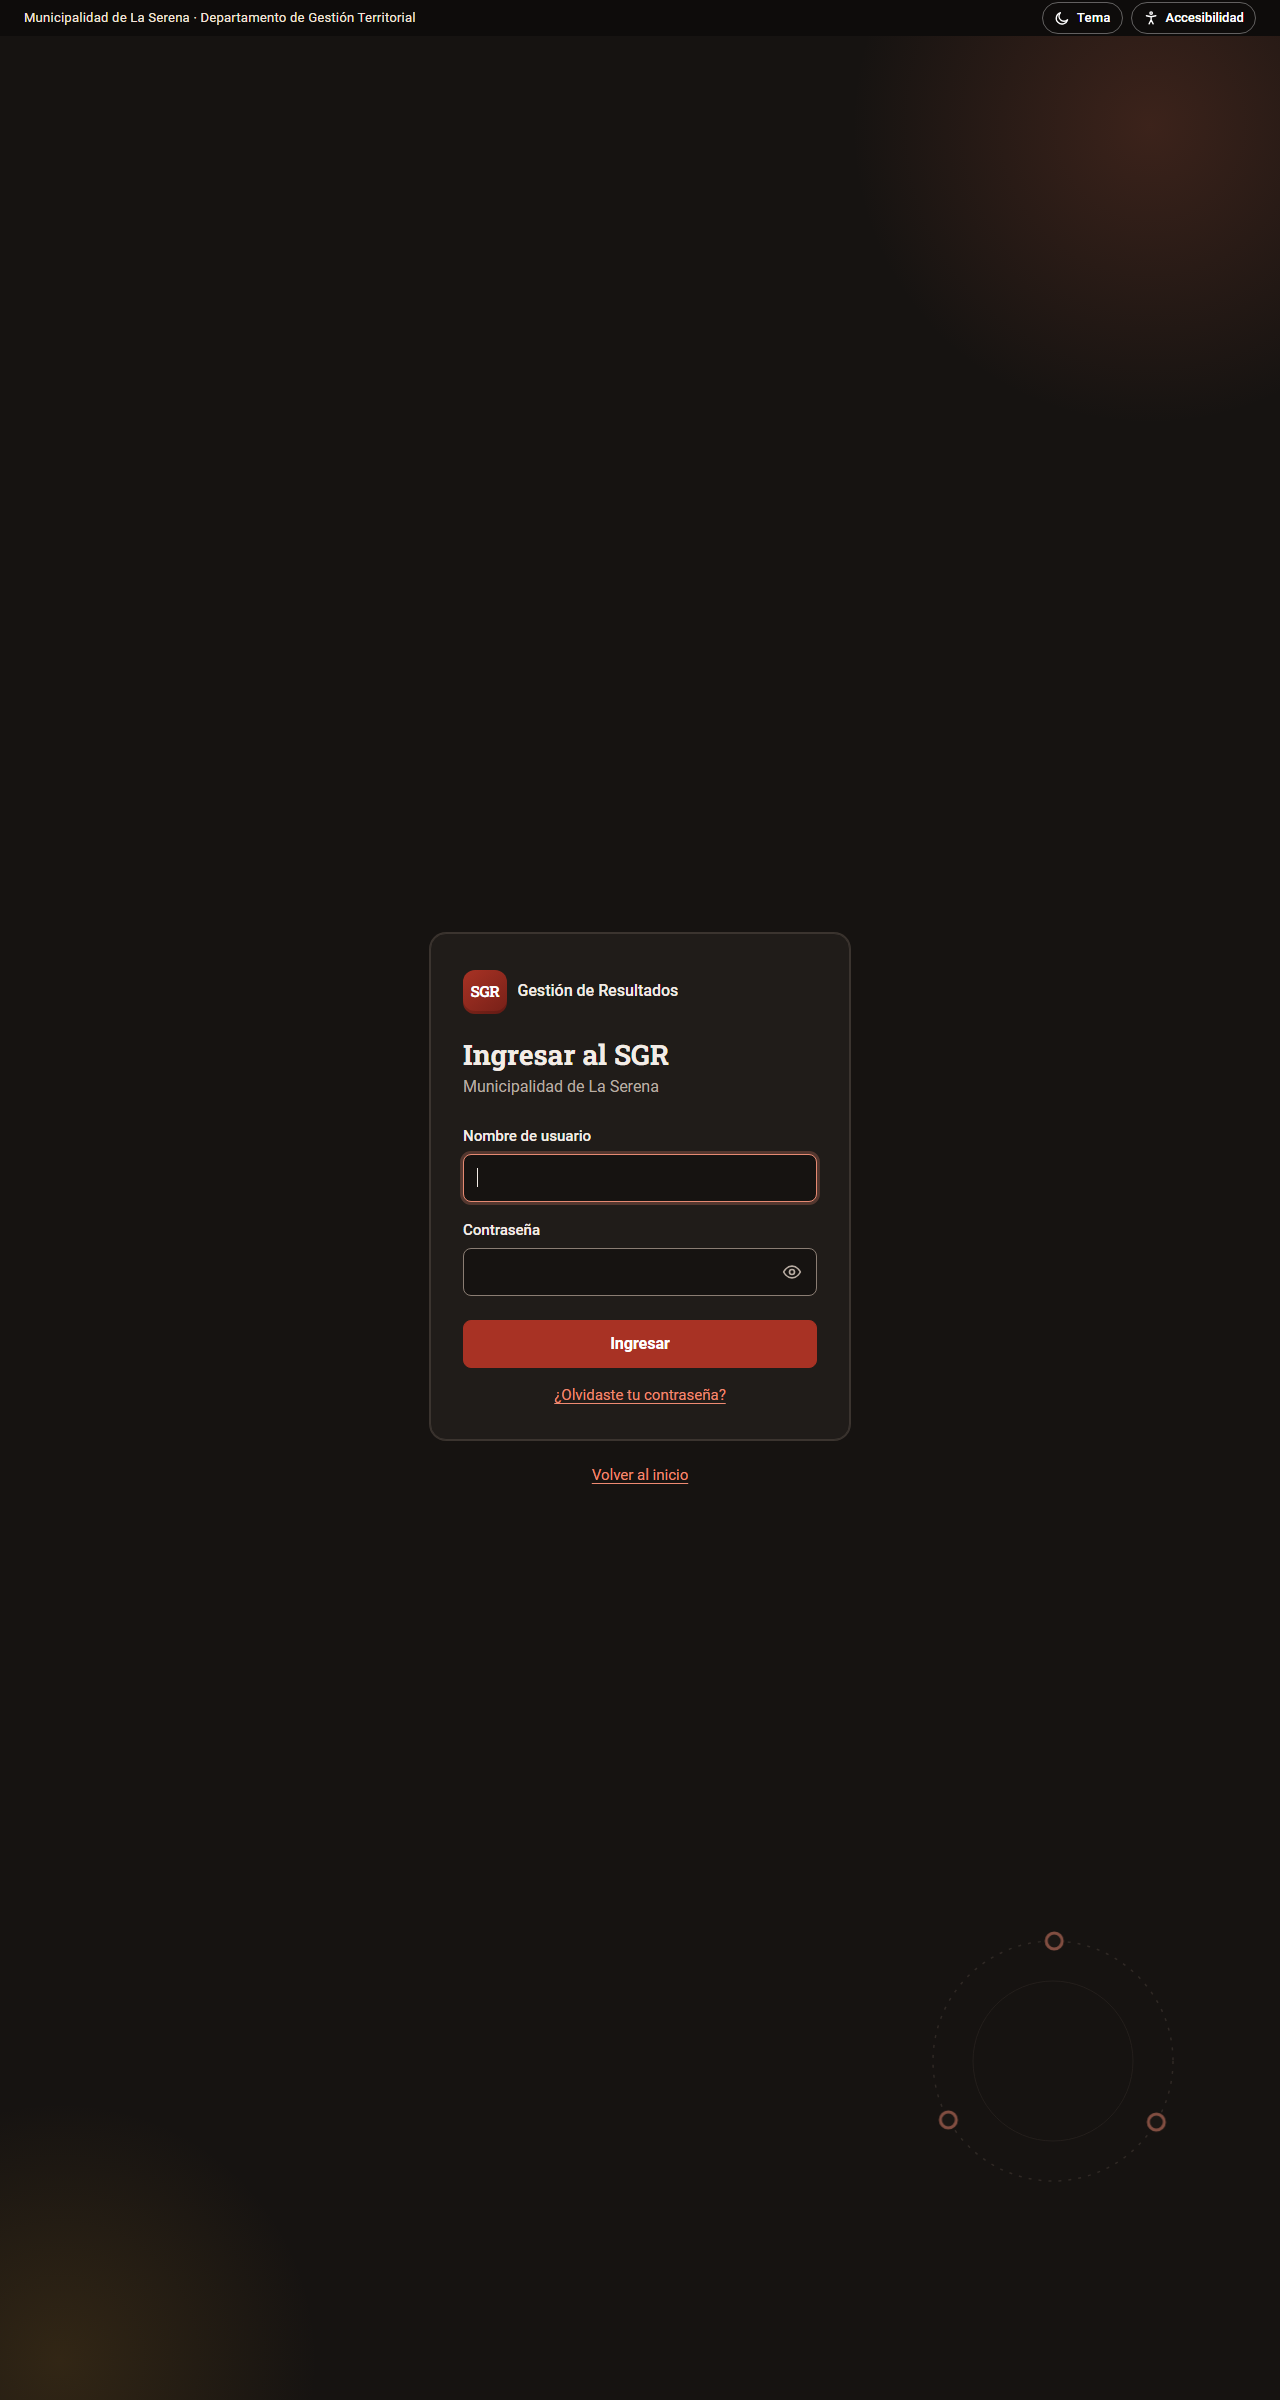 Municipalidad de La Serena · Departamento de Gestión Territorial
Tema
Accesibilidad
SGR
Gestión de Resultados
Ingresar al SGR
Municipalidad de La Serena
Nombre de usuario
Contraseña
Ingresar
¿Olvidaste tu contraseña?
Volver al inicio